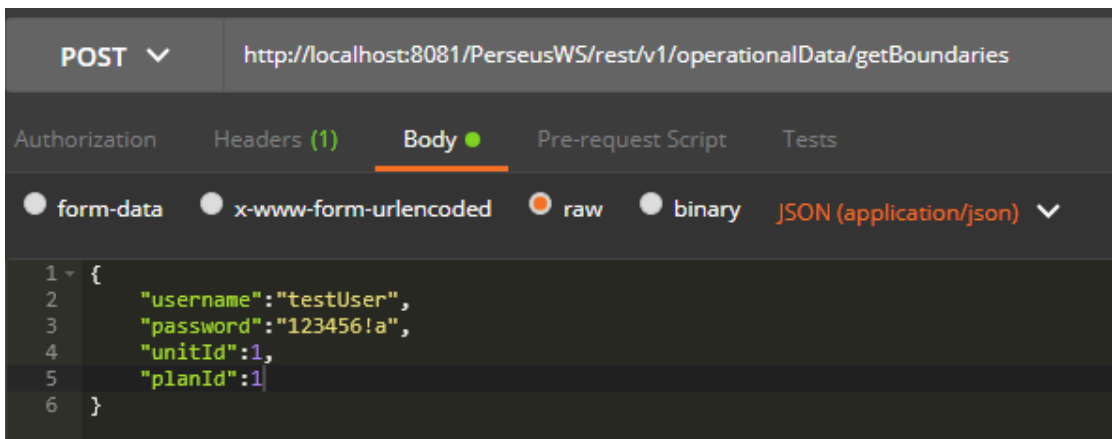 POST http://localhost:8081/PerseusWS/rest/v1/operationalData/getBoundaries
Authorization Headers (1) Body Pre-request Script Tests
form-data x-www-form-urlencoded raw binary JSON (application/json)
1 {
2 "username":"testUser",
3 "password":"123456!a",
4 "unitId":1,
5 "planId":1
6 }